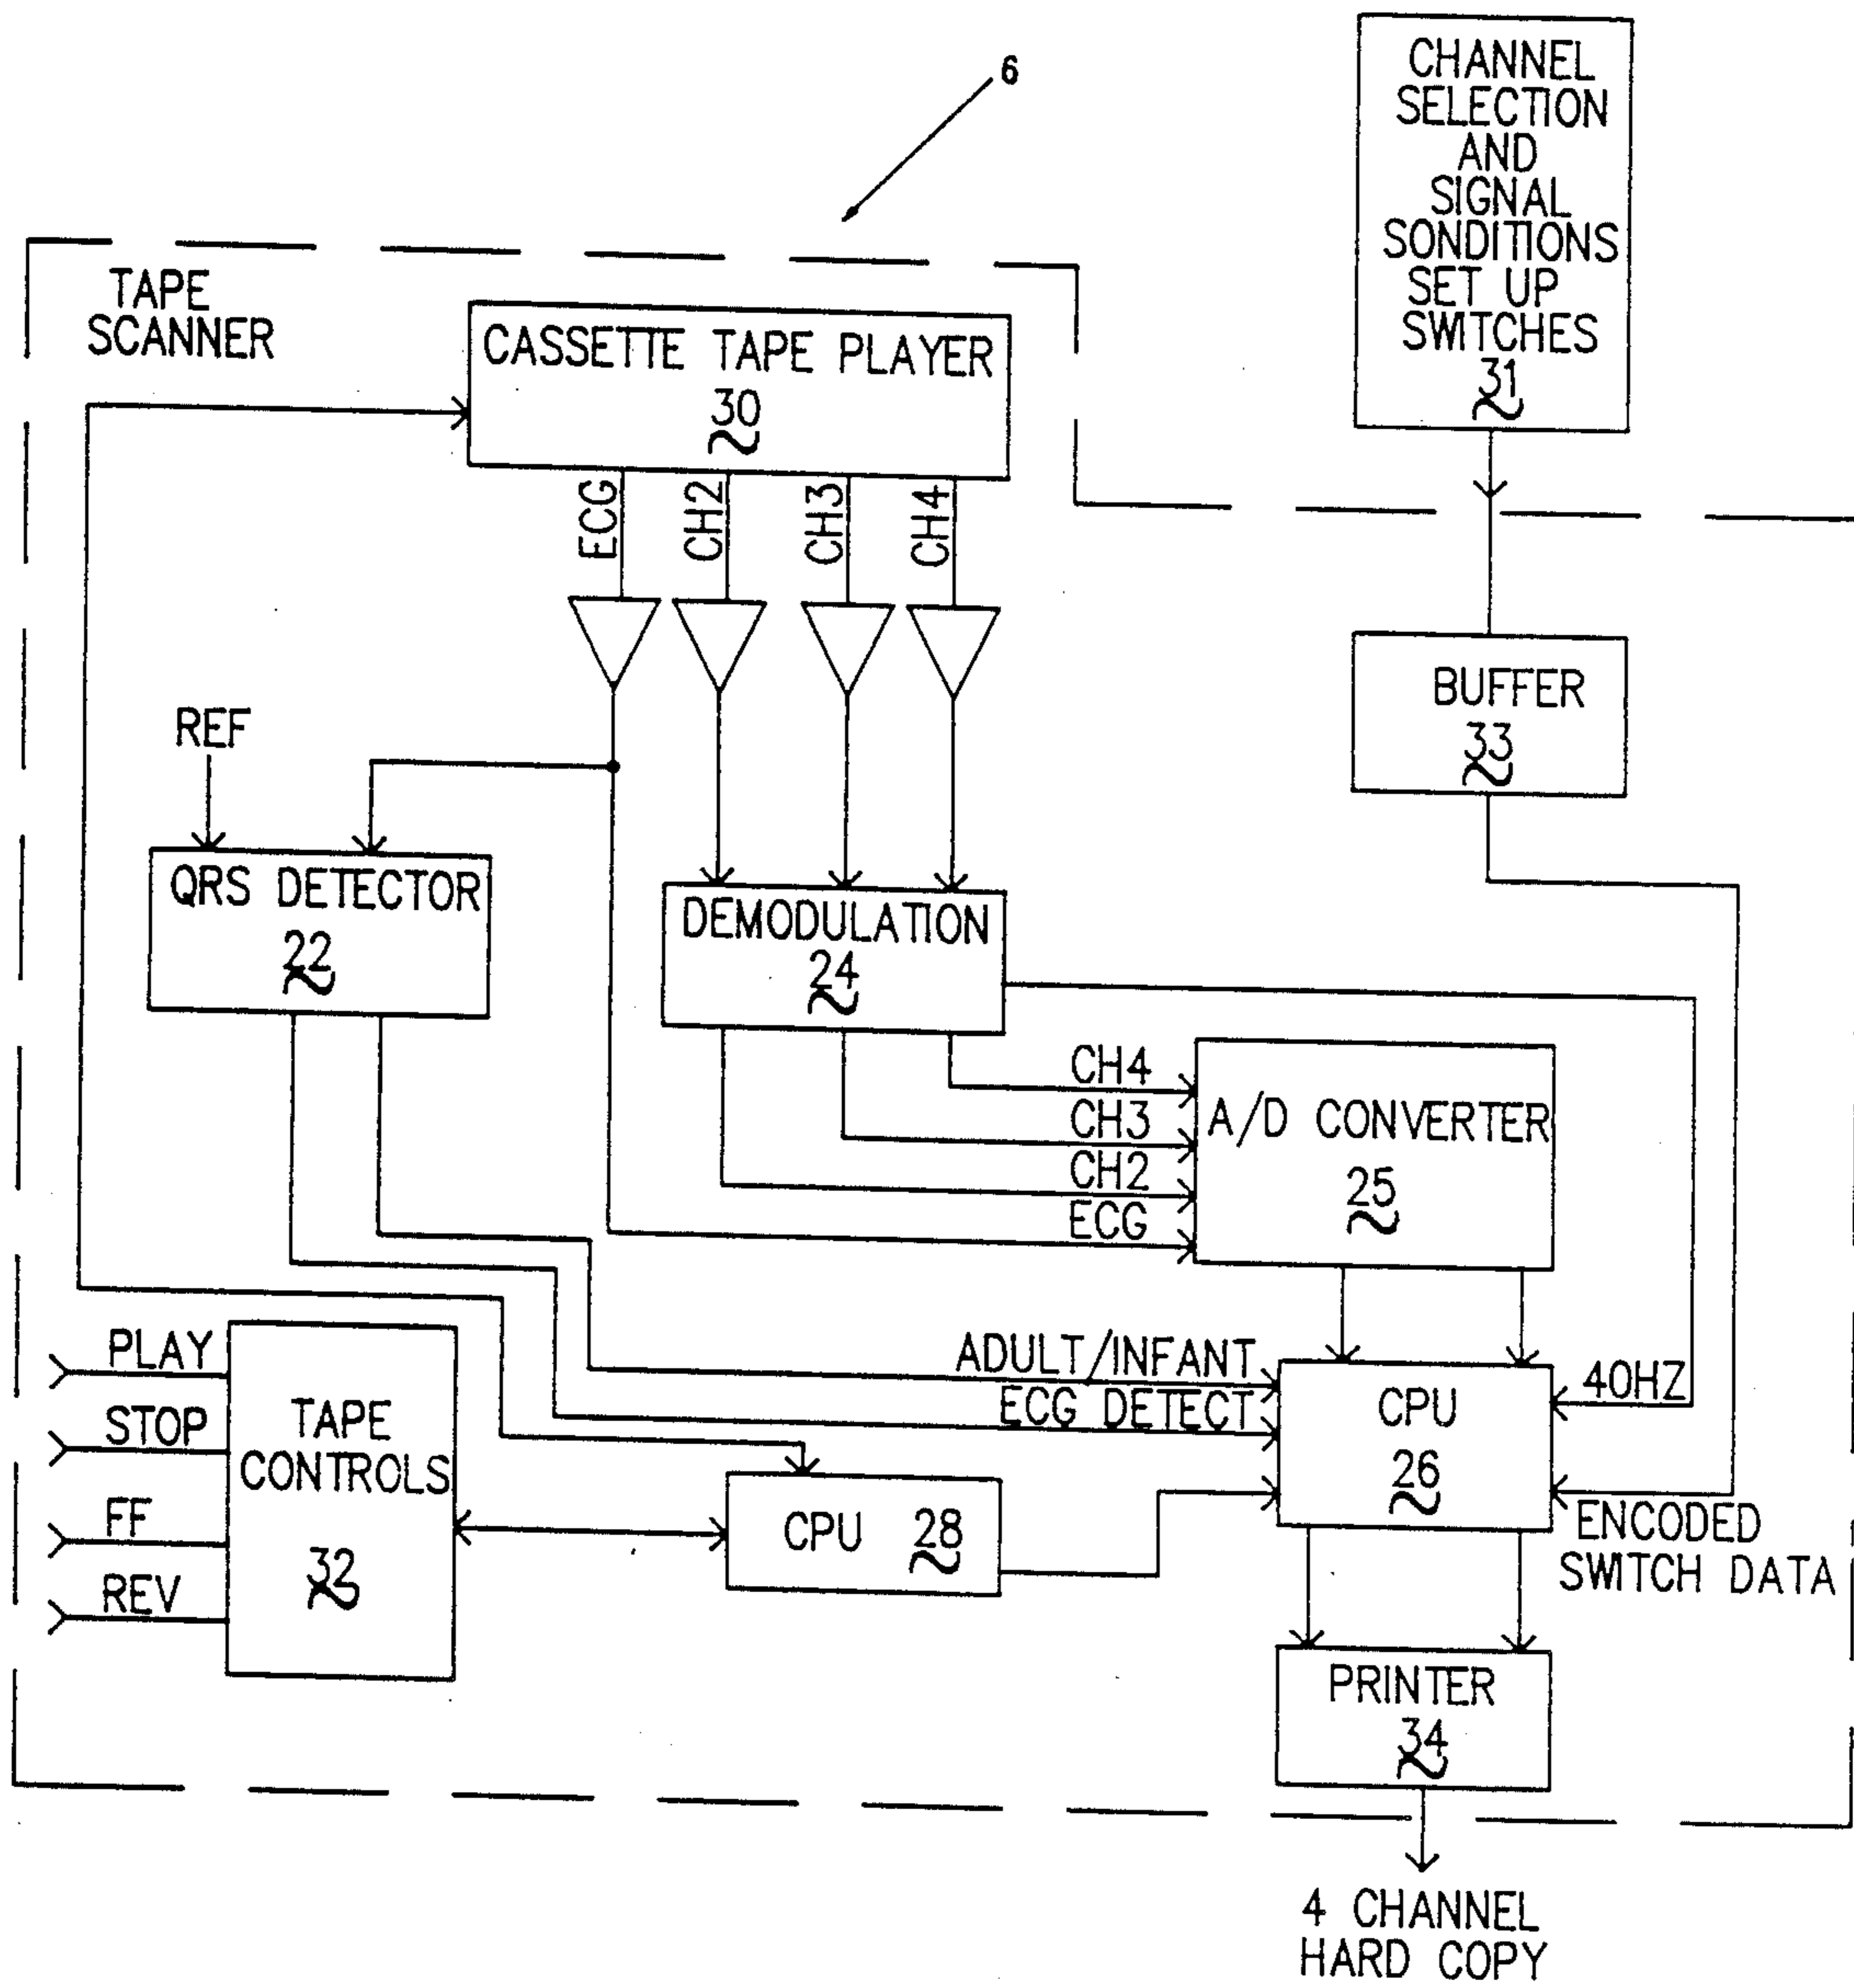 6
CHANNEL
SELECTION
AND
SIGNAL
SONDITIONS
SET UP
SWITCHES
31
TAPE
SCANNER
CASSETTE TAPE PLAYER
30
ECG
CH2
CH3
CH4
BUFFER
33
REF
QRS DETECTOR
22
DEMODULATION
24
CH4
CH3
CH2
ECG
A/D CONVERTER
25
PLAY
STOP
FF
REV
TAPE
CONTROLS
32
ADULT/INFANT
ECG DETECT
CPU
26
40HZ
ENCODED
SWITCH DATA
CPU 28
PRINTER
34
4 CHANNEL
HARD COPY